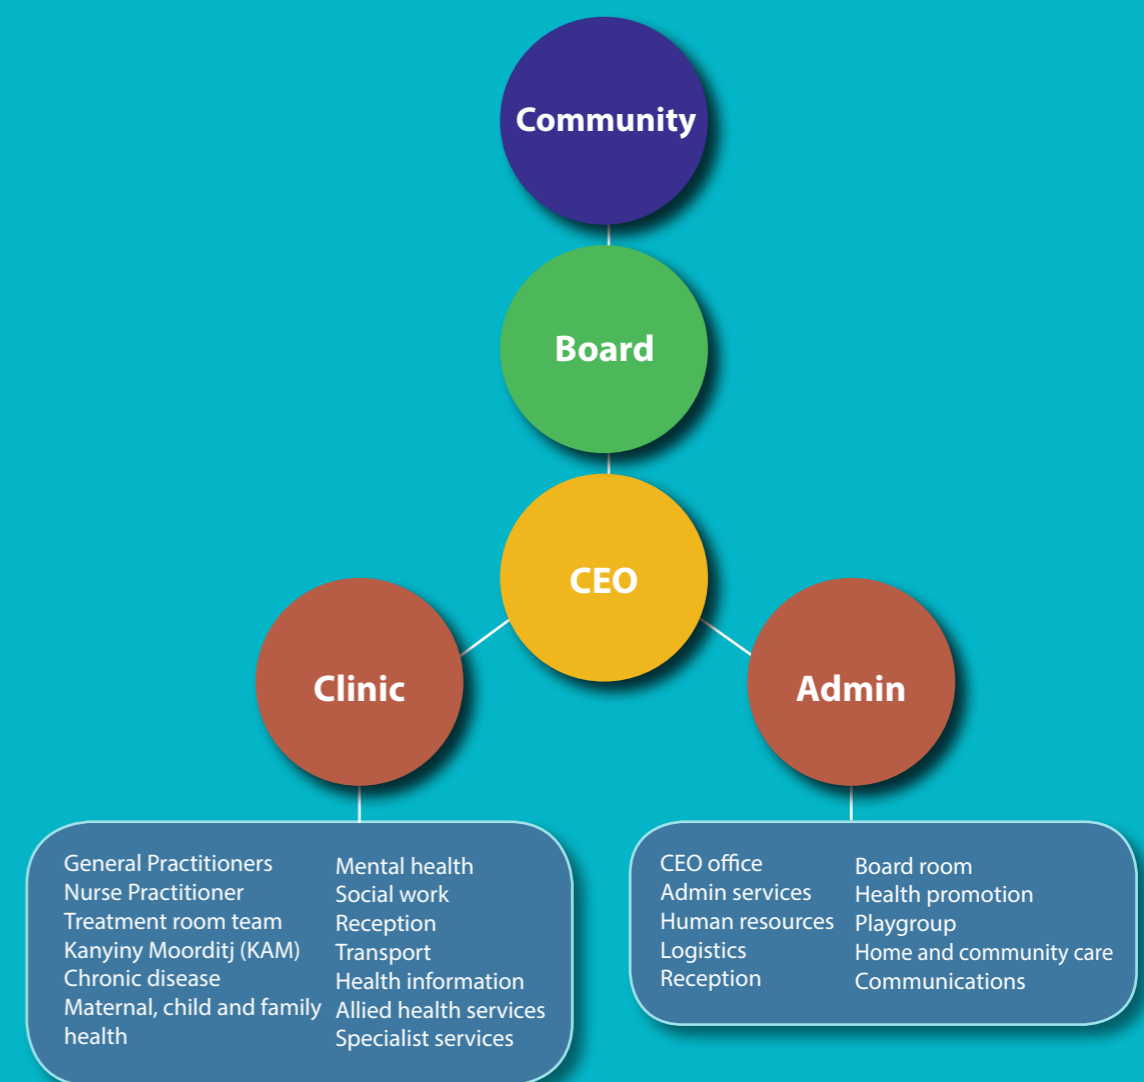 Community
Board
CEO
Clinic
Admin
General Practitioners
Nurse Practitioner
Treatment room team
Kanyiny Moorditj (KAM)
Chronic disease
Maternal, child and family
health
Mental health
Social work
Reception
Transport
Health information
Allied health services
Specialist services
CEO office
Admin services
Human resources
Logistics
Reception
Board room
Health promotion
Playgroup
Home and community care
Communications